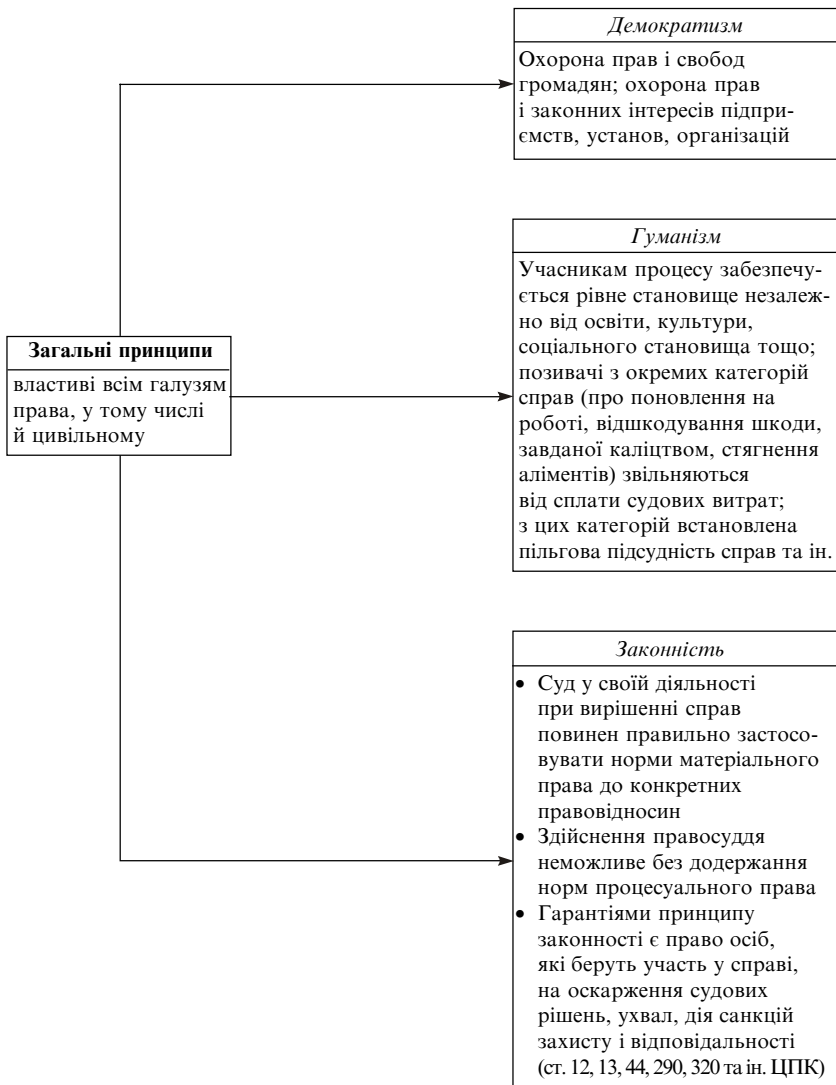 Демократизм
Охорона прав і свобод
громадян; охорона прав
і законних інтересів підпри-
ємств, установ, організацій
Гуманізм
Учасникам процесу забезпечу-
ється рівне становище незалеж-
но від освіти, культури,
соціального становища тощо;
позивачі з окремих категорій
справ (про поновлення на
роботі, відшкодування шкоди,
завданої каліцтвом, стягнення
аліментів) звільняються
від сплати судових витрат;
з цих категорій встановлена
пільгова підсудність справ та ін.
Загальні принципи
властиві всім галузям
права, у тому числі
й цивільному
Законність
• Суд у своїй діяльності
при вирішенні справ
повинен правильно застосо-
вувати норми матеріального
права до конкретних
правовідносин
• Здійснення правосуддя
неможливе без додержання
норм процесуального права
• Гарантіями принципу
законності є право осіб,
які беруть участь у справі,
на оскарження судових
рішень, ухвал, дія санкцій
захисту і відповідальності
(ст. 12, 13, 44, 290, 320 та ін. ЦПК)